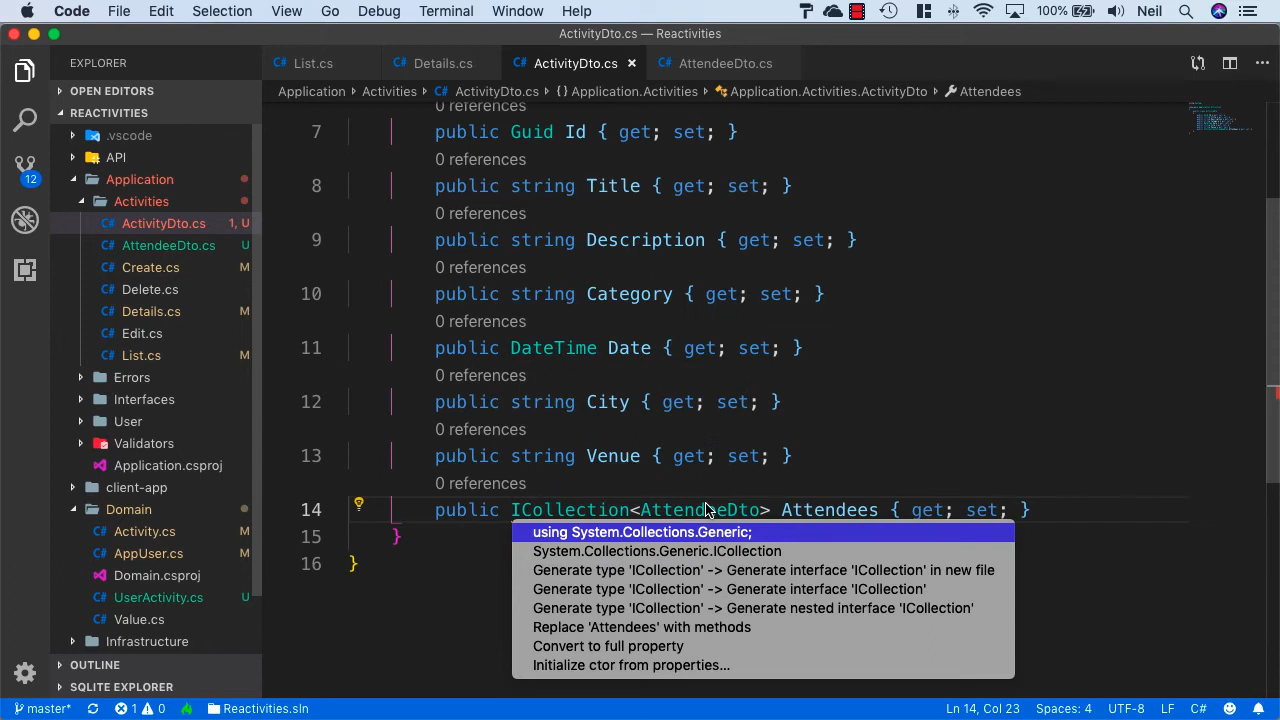 Code File Edit Selection View Go Debug Terminal Window Help 100% Neil
ActivityDto.cs — Reactivities
EXPLORER
C# List.cs C# Details.cs C# ActivityDto.cs × C# AttendeeDto.cs
OPEN EDITORS
Application > Activities > C# ActivityDto.cs > {} Application.Activities > Application.Activities.ActivityDto > Attendees
REACTIVITIES
.vscode
API
Application
Activities
C# ActivityDto.cs 1, U
C# AttendeeDto.cs U
C# Create.cs M
C# Delete.cs
C# Details.cs M
C# Edit.cs
C# List.cs M
Errors
Interfaces
User
Validators
Application.csproj
client-app
Domain
C# Activity.cs M
C# AppUser.cs M
Domain.csproj
C# UserActivity.cs U
C# Value.cs
Infrastructure
OUTLINE
SQLITE EXPLORER
12
0 references
7 public Guid Id { get; set; }
0 references
8 public string Title { get; set; }
0 references
9 public string Description { get; set; }
0 references
10 public string Category { get; set; }
0 references
11 public DateTime Date { get; set; }
0 references
12 public string City { get; set; }
0 references
13 public string Venue { get; set; }
0 references
14 public ICollection<AttendeeDto> Attendees { get; set; }
15 }
16 }
using System.Collections.Generic;
System.Collections.Generic.ICollection
Generate type 'ICollection' -> Generate interface 'ICollection' in new file
Generate type 'ICollection' -> Generate interface 'ICollection'
Generate type 'ICollection' -> Generate nested interface 'ICollection'
Replace 'Attendees' with methods
Convert to full property
Initialize ctor from properties...
master* 1 0 Reactivities.sln Ln 14, Col 23 Spaces: 4 UTF-8 LF C#